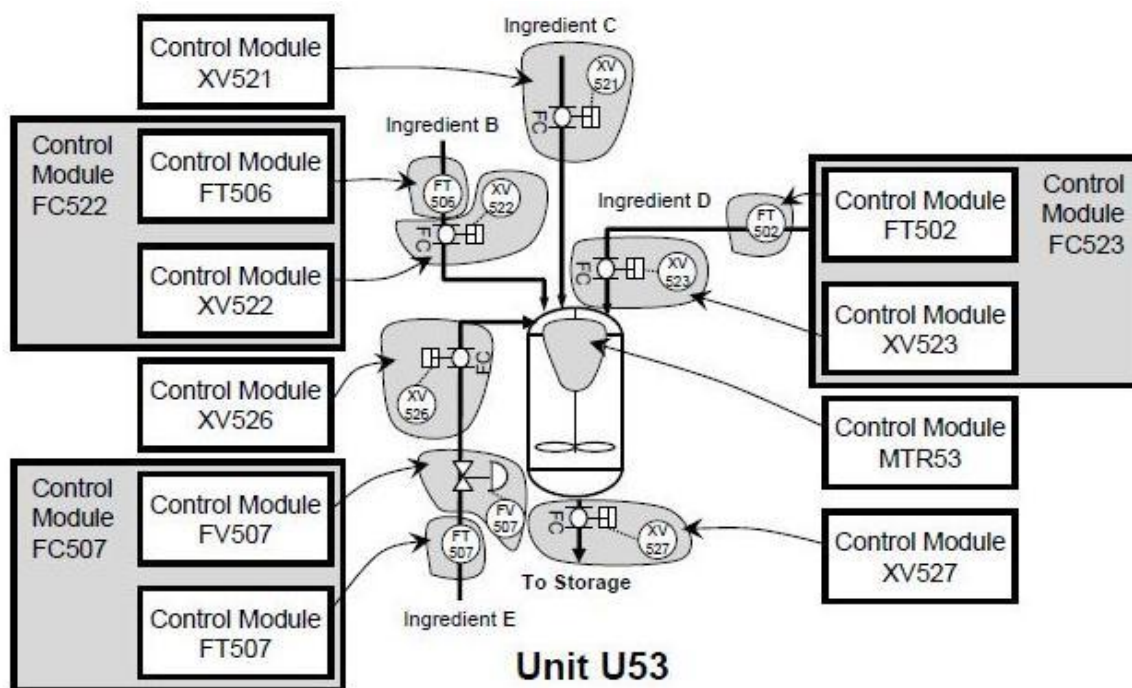 Control Module
XV521
Control
Module
FC522
Control Module
FT506
Control Module
XV522
Control Module
XV526
Control
Module
FC507
Control Module
FV507
Control Module
FT507
Ingredient C
XV
521
FC
Ingredient B
FT
506
XV
522
FC
Ingredient D
FT
502
FC
XV
523
FC
XV
526
FV
507
FT
507
FC
XV
527
To Storage
Ingredient E
Control Module
FT502
Control
Module
FC523
Control Module
XV523
Control Module
MTR53
Control Module
XV527
Unit U53